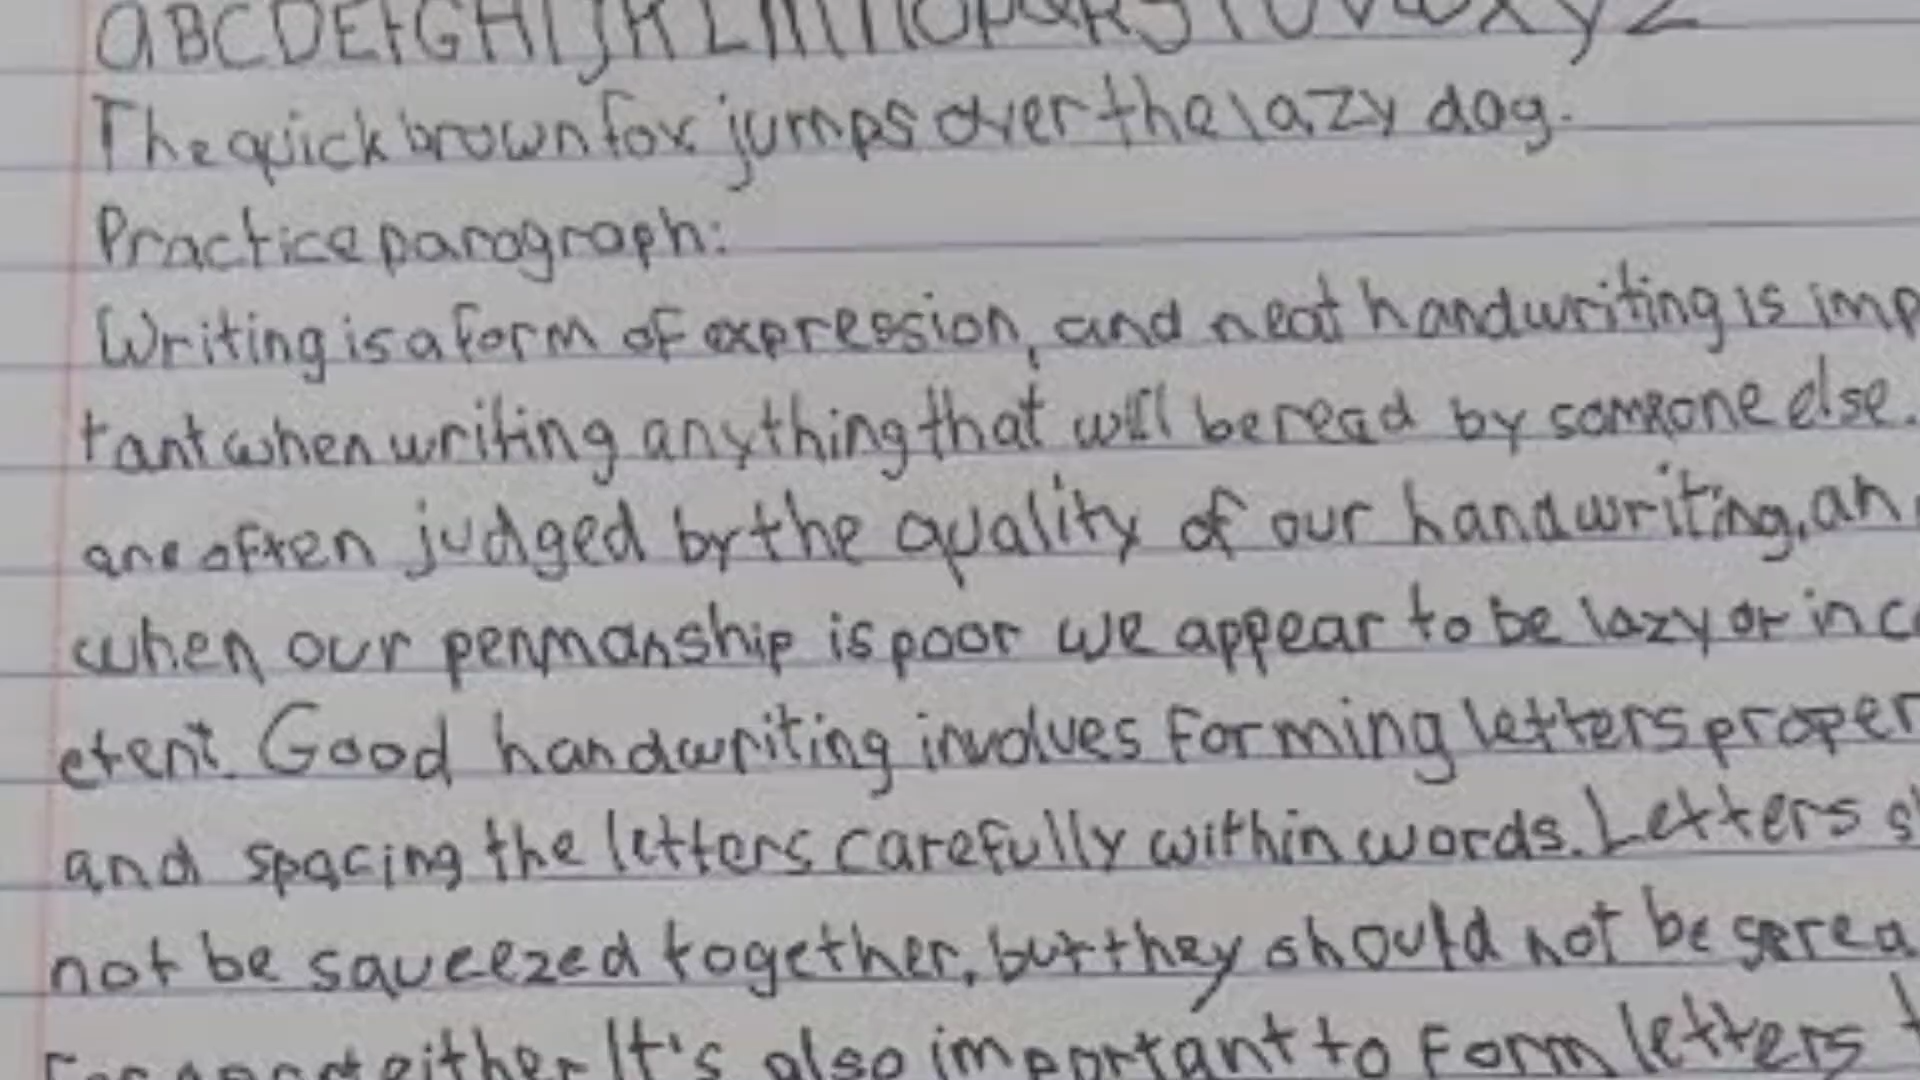 aBCDEFGHIJKLMNOPQRSTUVWXYZ
The quick brown fox jumps over the lazy dog.
Practice paragraph:
Writing is a form of expression, and neat handwriting is imp
tant when writing anything that will be read by someone else.
are often judged by the quality of our handwriting, an
when our penmanship is poor we appear to be lazy or inc
etent. Good handwriting involves forming letters proper
and spacing the letters carefully within words. Letters s
not be squeezed together, but they should not be sprea
far apart either It's also important to form letters t